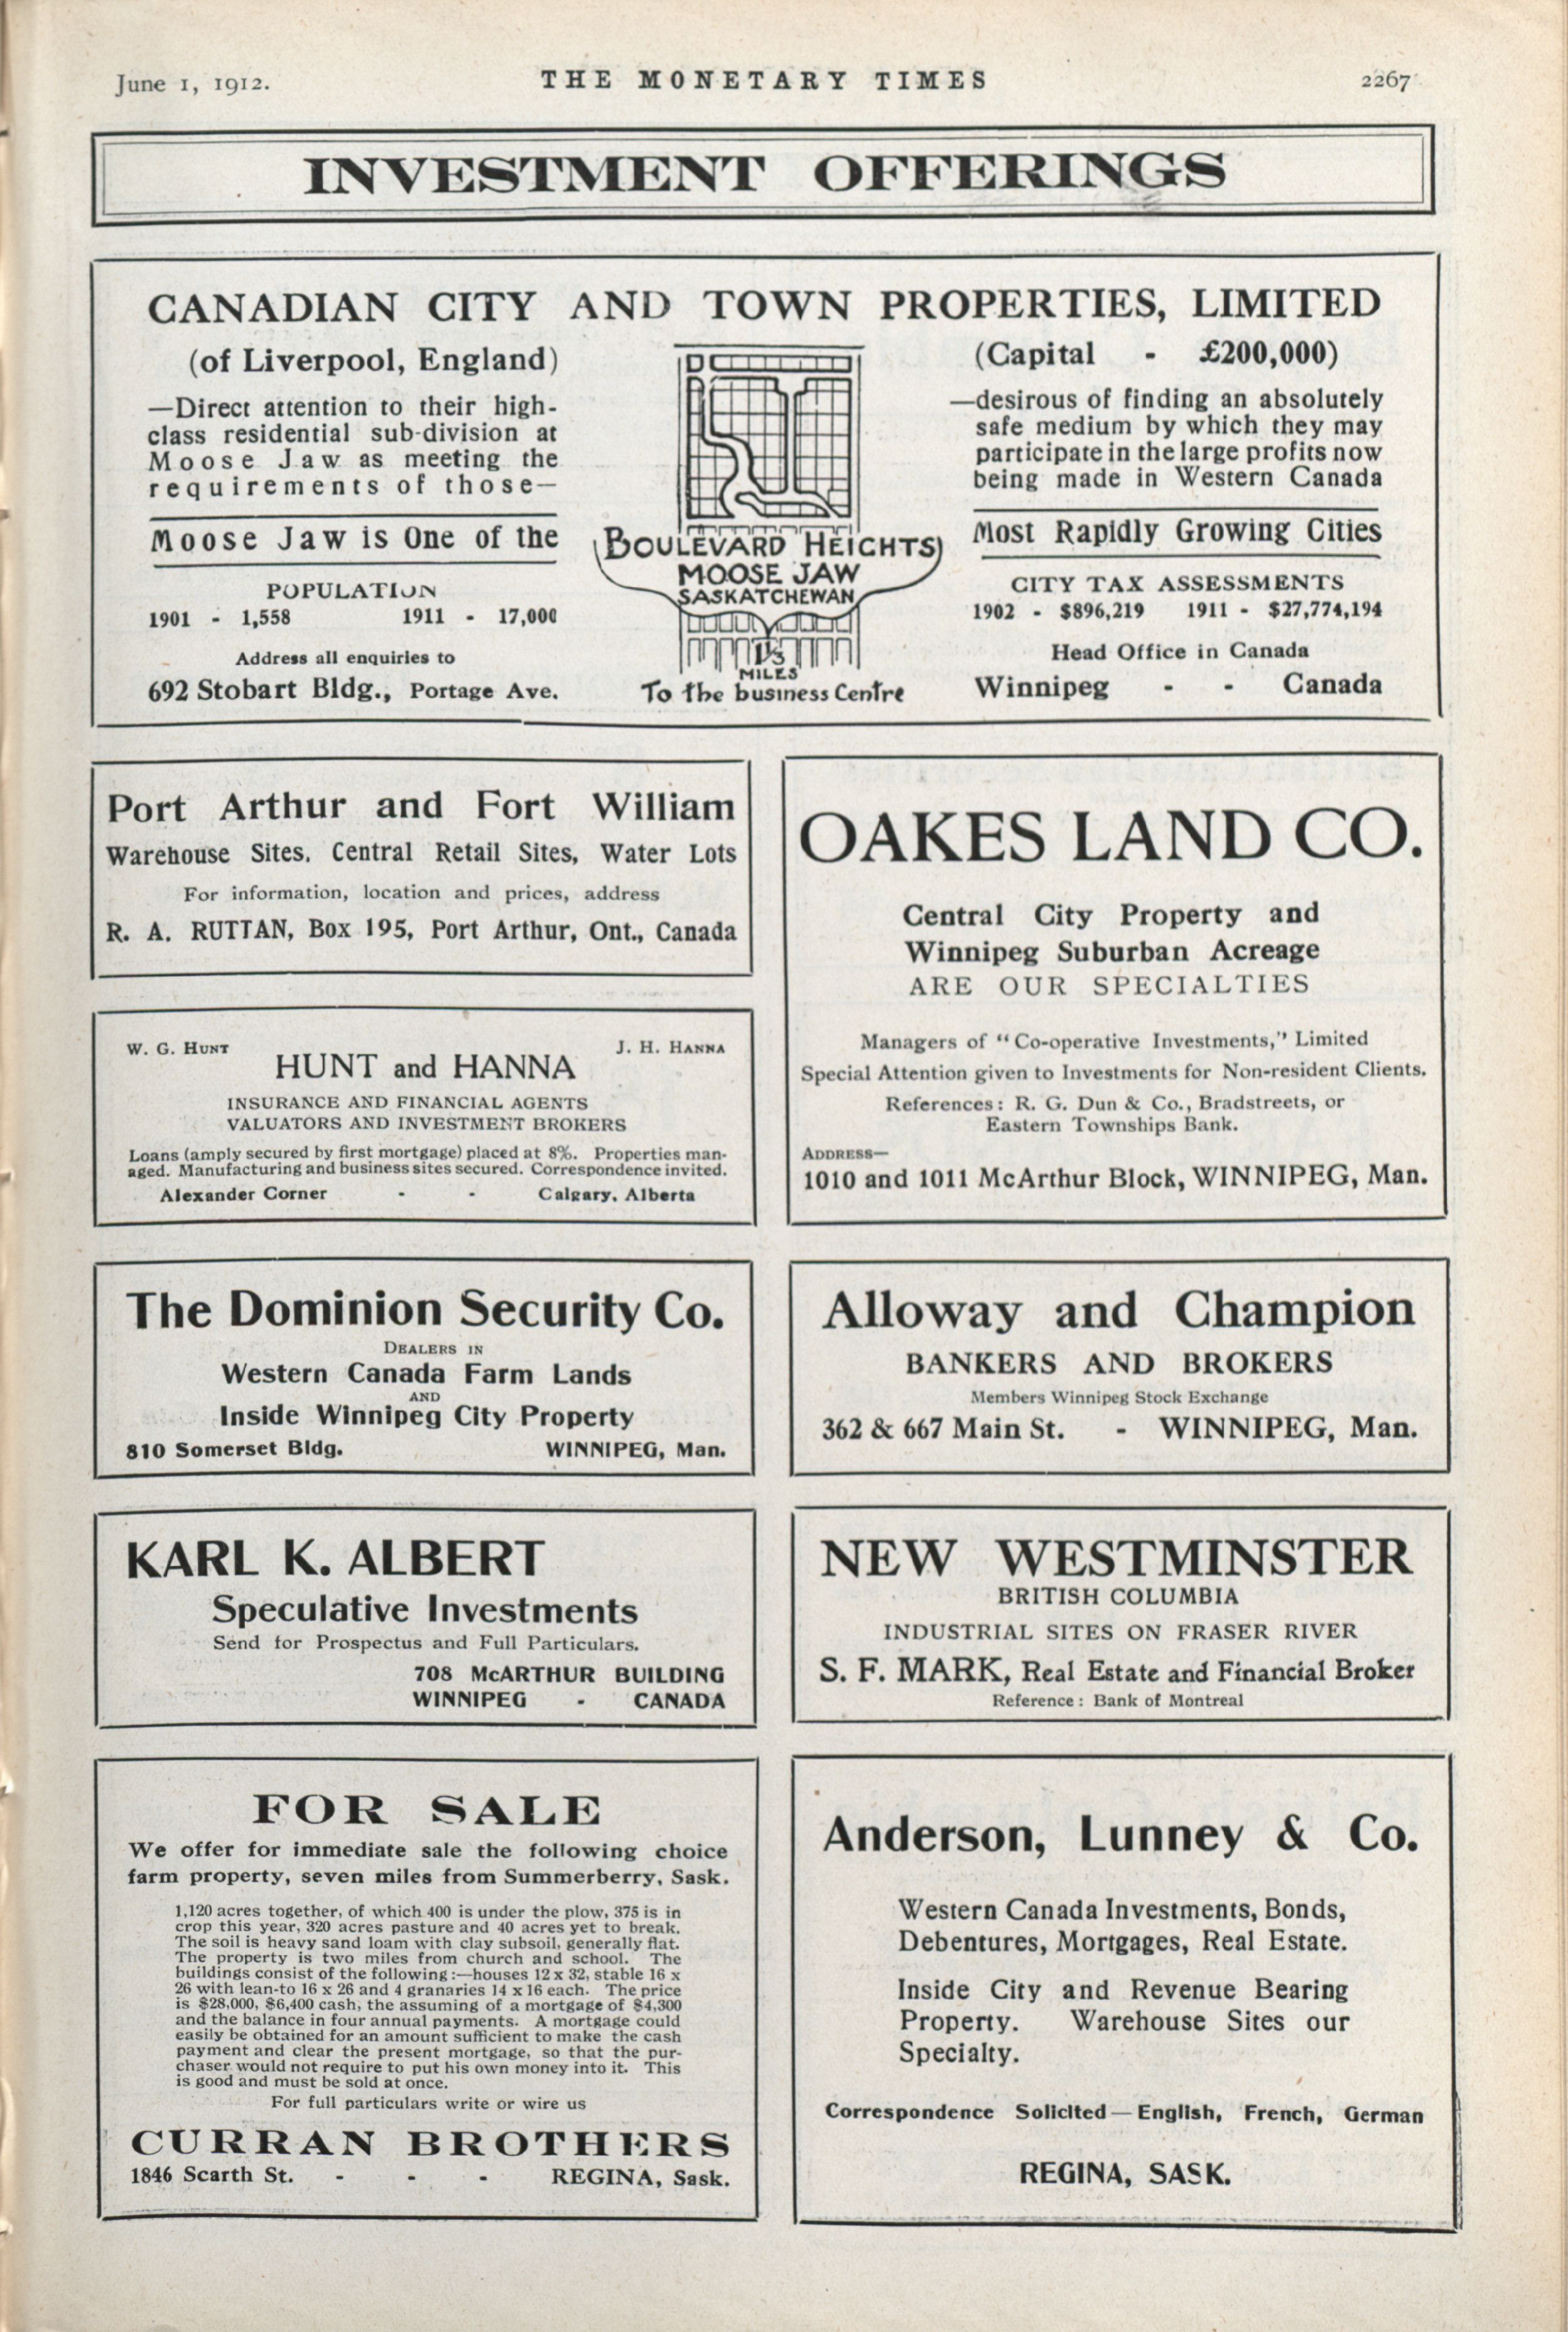 June 1, 1912.
THE MONETARY TIMES
2267
INVESTMENT OFFERINGS
CANADIAN CITY AND TOWN PROPERTIES, LIMITED
(of Liverpool, England)
—Direct attention to their high-
class residential sub-division at
Moose Jaw as meeting the
requirements of those—
Moose Jaw is One of the
POPULATION
1901 - 1,558 1911 - 17,000
Address all enquiries to
692 Stobart Bldg., Portage Ave.
BOULEVARD HEIGHTS
MOOSE JAW
SASKATCHEWAN
MILES
To the business Centre
(Capital - £200,000)
—desirous of finding an absolutely
safe medium by which they may
participate in the large profits now
being made in Western Canada
Most Rapidly Growing Cities
CITY TAX ASSESSMENTS
1902 - $896,219 1911 - $27,774,194
Head Office in Canada
Winnipeg - - Canada
Port Arthur and Fort William
Warehouse Sites, Central Retail Sites, Water Lots
For information, location and prices, address
R. A. RUTTAN, Box 195, Port Arthur, Ont., Canada
W. G. HUNT J. H. HANNA
HUNT and HANNA
INSURANCE AND FINANCIAL AGENTS
VALUATORS AND INVESTMENT BROKERS
Loans (amply secured by first mortgage) placed at 8%. Properties man-
aged. Manufacturing and business sites secured. Correspondence invited.
Alexander Corner - - Calgary, Alberta
OAKES LAND CO.
Central City Property and
Winnipeg Suburban Acreage
ARE OUR SPECIALTIES
Managers of "Co-operative Investments," Limited
Special Attention given to Investments for Non-resident Clients.
References: R. G. Dun & Co., Bradstreets, or
Eastern Townships Bank.
ADDRESS—
1010 and 1011 McArthur Block, WINNIPEG, Man.
The Dominion Security Co.
DEALERS IN
Western Canada Farm Lands
AND
Inside Winnipeg City Property
810 Somerset Bldg. WINNIPEG, Man.
Alloway and Champion
BANKERS AND BROKERS
Members Winnipeg Stock Exchange
362 & 667 Main St. - WINNIPEG, Man.
KARL K. ALBERT
Speculative Investments
Send for Prospectus and Full Particulars.
708 McARTHUR BUILDING
WINNIPEG - CANADA
NEW WESTMINSTER
BRITISH COLUMBIA
INDUSTRIAL SITES ON FRASER RIVER
S. F. MARK, Real Estate and Financial Broker
Reference: Bank of Montreal
FOR SALE
We offer for immediate sale the following choice
farm property, seven miles from Summerberry, Sask.
1,120 acres together, of which 400 is under the plow, 375 is in
crop this year, 320 acres pasture and 40 acres yet to break.
The soil is heavy sand loam with clay subsoil, generally flat.
The property is two miles from church and school. The
buildings consist of the following:—houses 12 x 32, stable 16 x
26 with lean-to 16 x 26 and 4 granaries 14 x 16 each. The price
is $28,000, $6,400 cash, the assuming of a mortgage of $4,300
and the balance in four annual payments. A mortgage could
easily be obtained for an amount sufficient to make the cash
payment and clear the present mortgage, so that the pur-
chaser would not require to put his own money into it. This
is good and must be sold at once.
For full particulars write or wire us
CURRAN BROTHERS
1846 Scarth St. - - - REGINA, Sask.
Anderson, Lunney & Co.
Western Canada Investments, Bonds,
Debentures, Mortgages, Real Estate.
Inside City and Revenue Bearing
Property. Warehouse Sites our
Specialty.
Correspondence Solicited—English, French, German
REGINA, SASK.